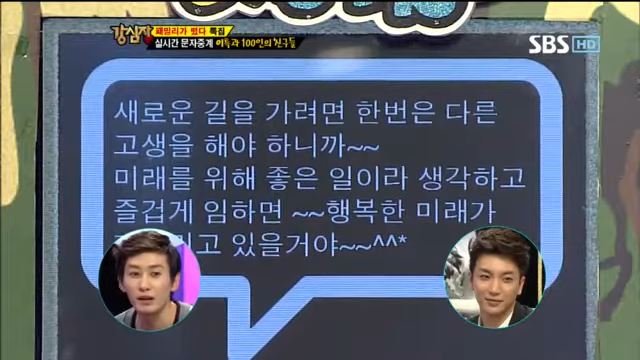 강심장 패밀리가 떴다 특집
실시간 문자중계 이특과 100인의 친구들
SBS HD
새로운 길을 가려면 한번은 다른
고생을 해야 하니까~~
미래를 위해 좋은 일이라 생각하고
즐겁게 임하면 ~~행복한 미래가
리고 있을거야~~^^*